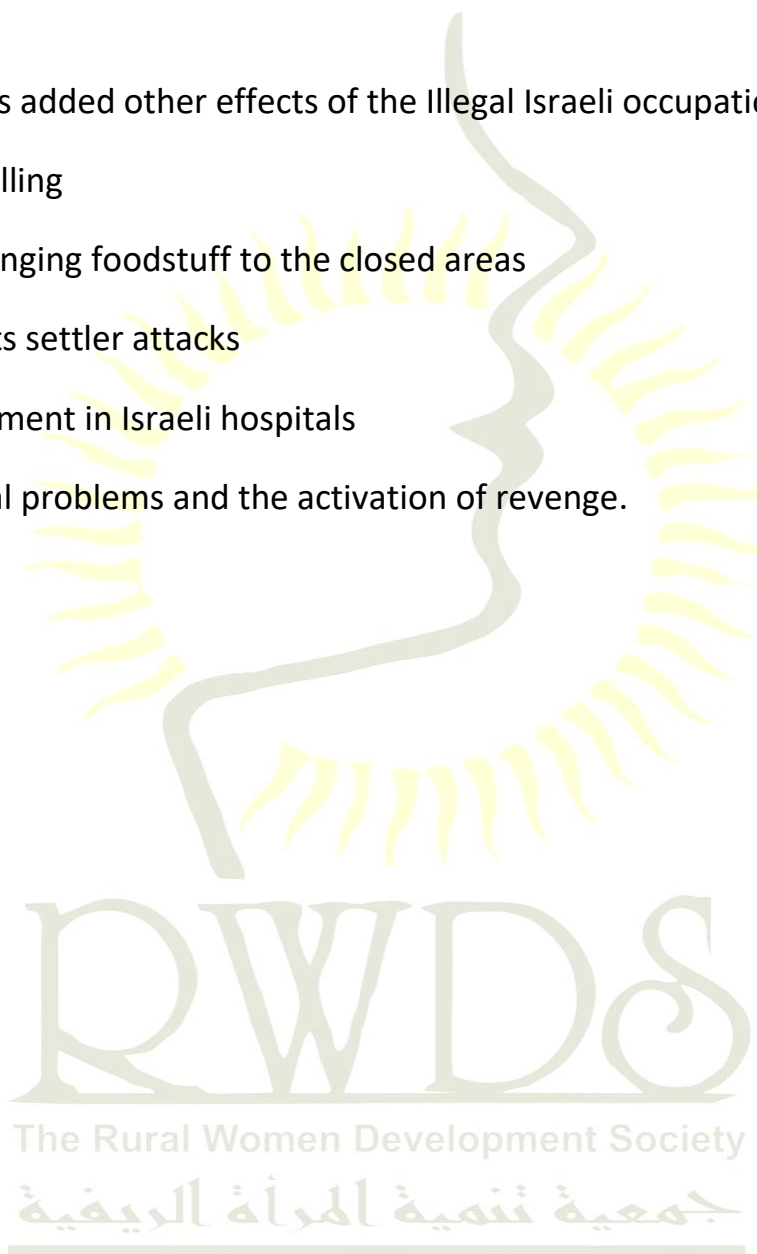 s added other effects of the Illegal Israeli occupatio
lling
nging foodstuff to the closed areas
ts settler attacks
ment in Israeli hospitals
l problems and the activation of revenge.
RWDS
The Rural Women Development Society
جمعية تنمية المرأة الريفية